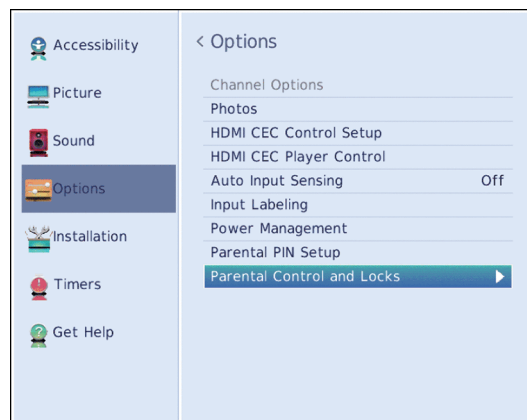 Accessibility
Picture
Sound
Options
Installation
Timers
Get Help
< Options
Channel Options
Photos
HDMI CEC Control Setup
HDMI CEC Player Control
Auto Input Sensing Off
Input Labeling
Power Management
Parental PIN Setup
Parental Control and Locks